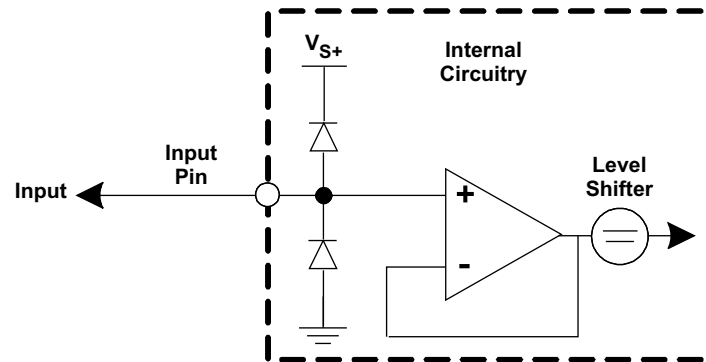 V_S+
Internal
Circuitry
Input
Pin
Input
Level
Shifter
+
-